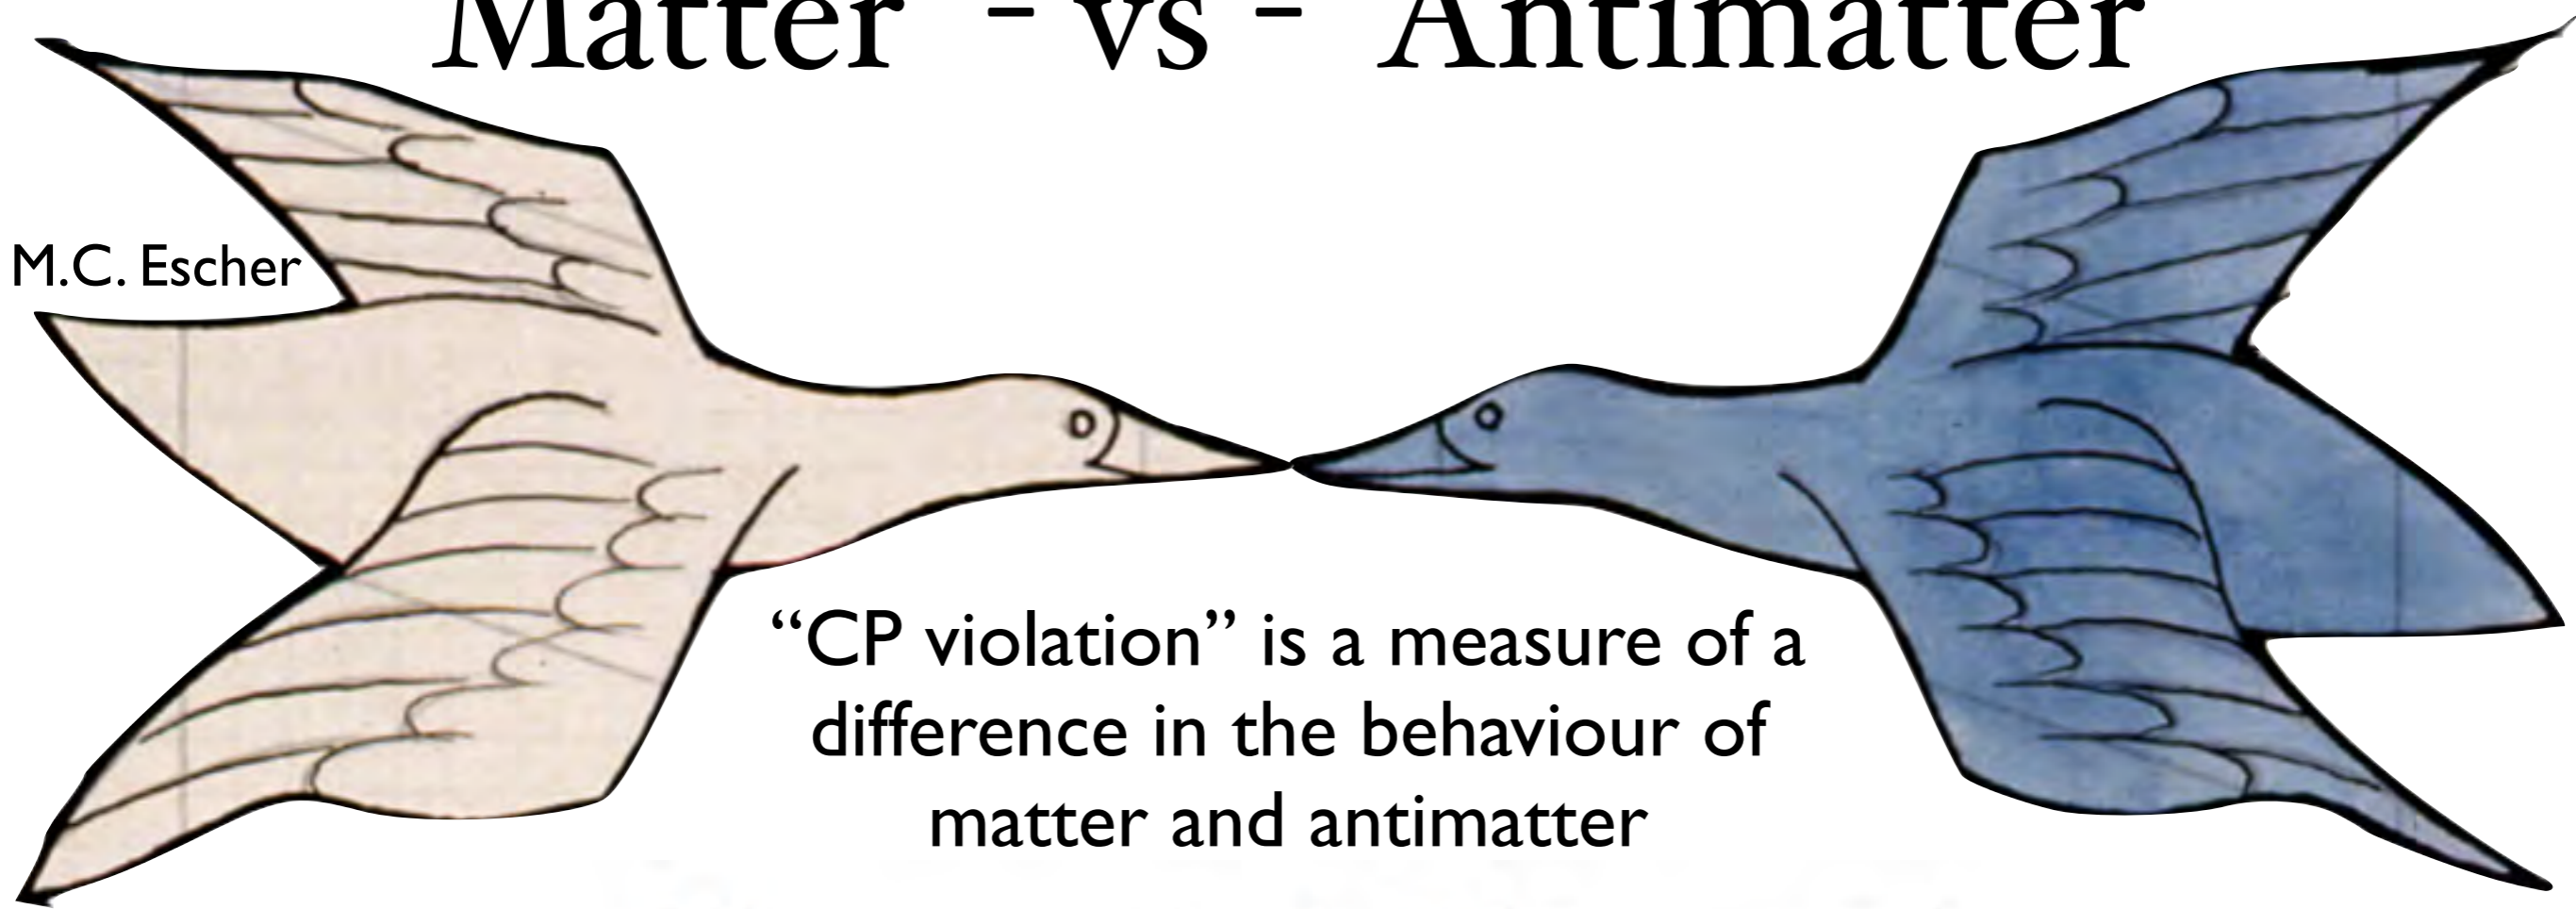 Matter - vs - Antimatter
M.C. Escher
“CP violation” is a measure of a
difference in the behaviour of
matter and antimatter